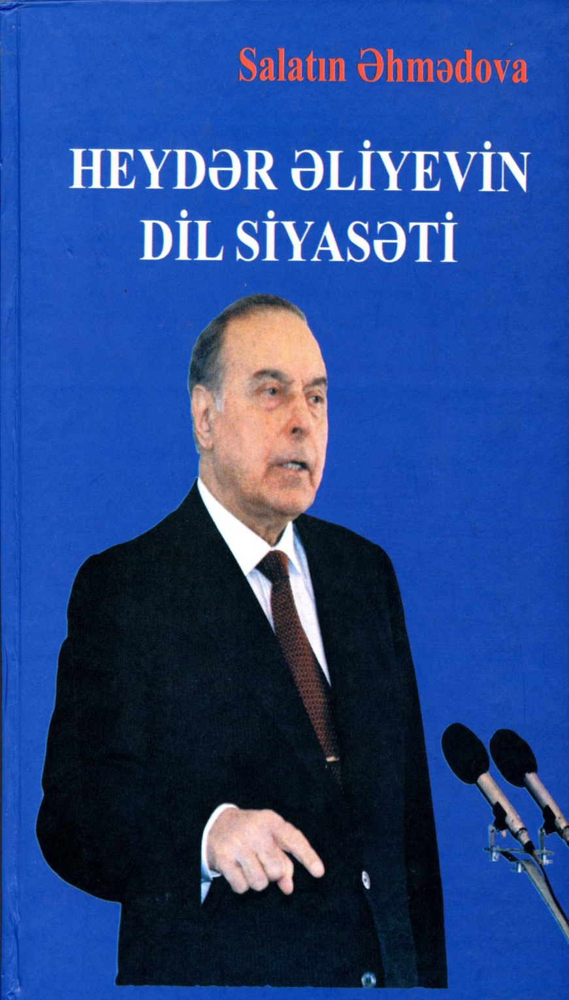 Salatın Əhmədova
HEYDƏR ƏLİYEVİN
DİL SİYASƏTİ